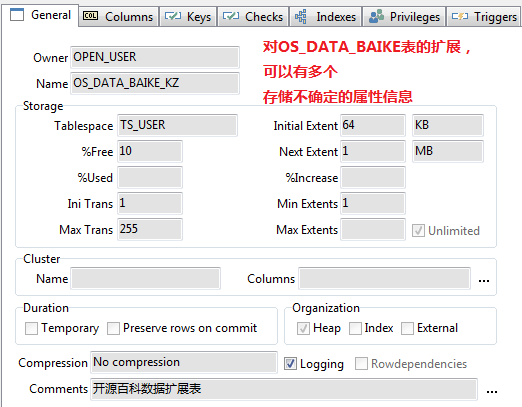 General Columns Keys Checks Indexes Privileges Triggers
Owner OPEN_USER
Name OS_DATA_BAIKE_KZ
对OS_DATA_BAIKE表的扩展，
可以有多个
存储不确定的属性信息
Storage
Tablespace TS_USER Initial Extent 64 KB
%Free 10 Next Extent 1 MB
%Used %Increase
Ini Trans 1 Min Extents 1
Max Trans 255 Max Extents Unlimited
Cluster
Name Columns ...
Duration Organization
Temporary Preserve rows on commit Heap Index External
Compression No compression Logging Rowdependencies
Comments 开源百科数据扩展表 ...